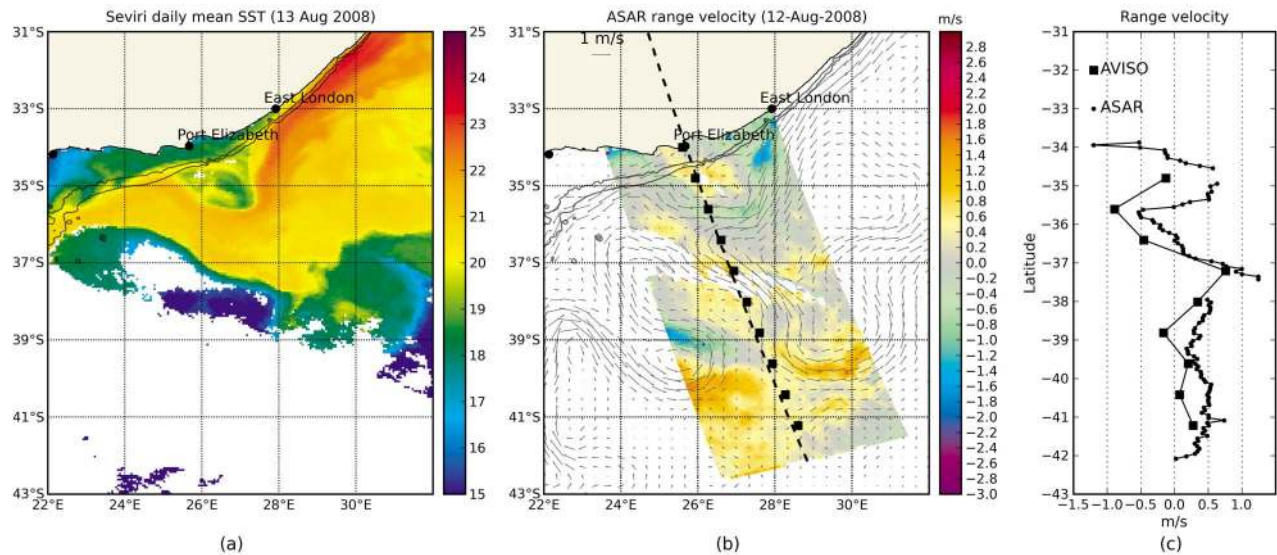 Seviri daily mean SST (13 Aug 2008)
31°S
33°S
35°S
37°S
39°S
41°S
43°S
22°E
24°E
26°E
28°E
30°E
East London
Port Elizabeth
25
24
23
22
21
20
19
18
17
16
15
(a)
ASAR range velocity (12-Aug-2008)
1 m/s
31°S
33°S
35°S
37°S
39°S
41°S
43°S
22°E
24°E
26°E
28°E
30°E
East London
Port Elizabeth
m/s
2.8
2.6
2.4
2.2
2.0
1.8
1.6
1.4
1.2
1.0
0.8
0.6
0.4
0.2
-0.0
-0.2
-0.4
-0.6
-0.8
-1.0
-1.2
-1.4
-1.6
-1.8
-2.0
-2.2
-2.4
-2.6
-2.8
-3.0
(b)
Range velocity
AVISO
ASAR
Latitude
−31
−32
−33
−34
−35
−36
−37
−38
−39
−40
−41
−42
−43
−1.5
−1.0
−0.5
0.0
0.5
1.0
m/s
(c)